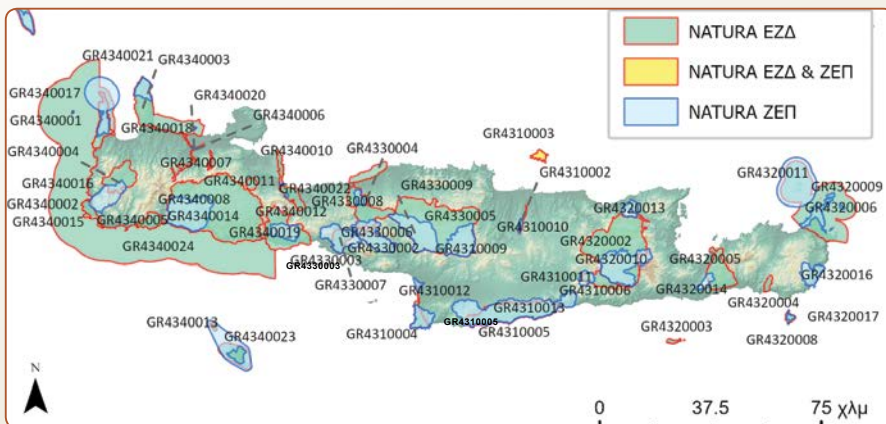 GR4340021
GR4340003
GR4340017
GR4340020
GR4340001
GR4340018
GR4340006
GR4340004
GR4340007
GR4340010
GR4330004
GR4310003
GR4340016
GR4340011
GR4340022
GR4330009
GR4310002
GR4320011
GR4320009
GR4340002
GR4340008
GR4340012
GR4330008
GR4320013
GR4320006
GR4340015
GR4340005
GR4340014
GR4330005
GR4310010
GR4340019
GR4330006
GR4320002
GR4340024
GR4330002
GR4310009
GR4320010
GR4320005
GR4330003
GR4330003
GR4310011
GR4320016
GR4330007
GR4310012
GR4310006
GR4320014
GR4310013
GR4320004
GR4340013
GR4310005
GR4320017
GR4340023
GR4310004
GR4310005
GR4320003
GR4320008
NATURA ΕΖΔ
NATURA ΕΖΔ & ΖΕΠ
NATURA ΖΕΠ
N
0 37.5 75 χλμ